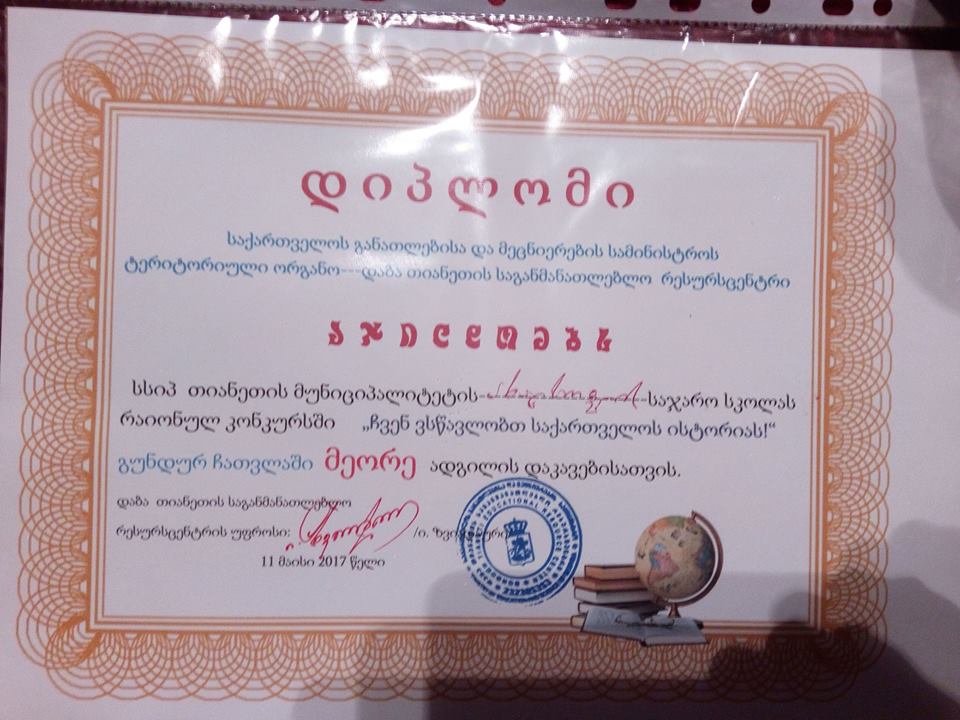 დიპლომი
საქართველოს განათლებისა და მეცნიერების სამინისტროს
ტერიტორიული ორგანო---დაბა თიანეთის საგანმანათლებლო რესურსცენტრი
აჯილდოებს
სსიპ თიანეთის მუნიციპალიტეტის- -საჯარო სკოლას
რაიონულ კონკურსში „ჩვენ ვსწავლობთ საქართველოს ისტორიას!“
გუნდურ ჩათვლაში მეორე ადგილის დაკავებისათვის.
დაბა თიანეთის საგანმანათლებლო
რესურსცენტრის უფროსი: /ი.
11 მაისი 2017 წელი
EDUCATIONAL RESOURCE